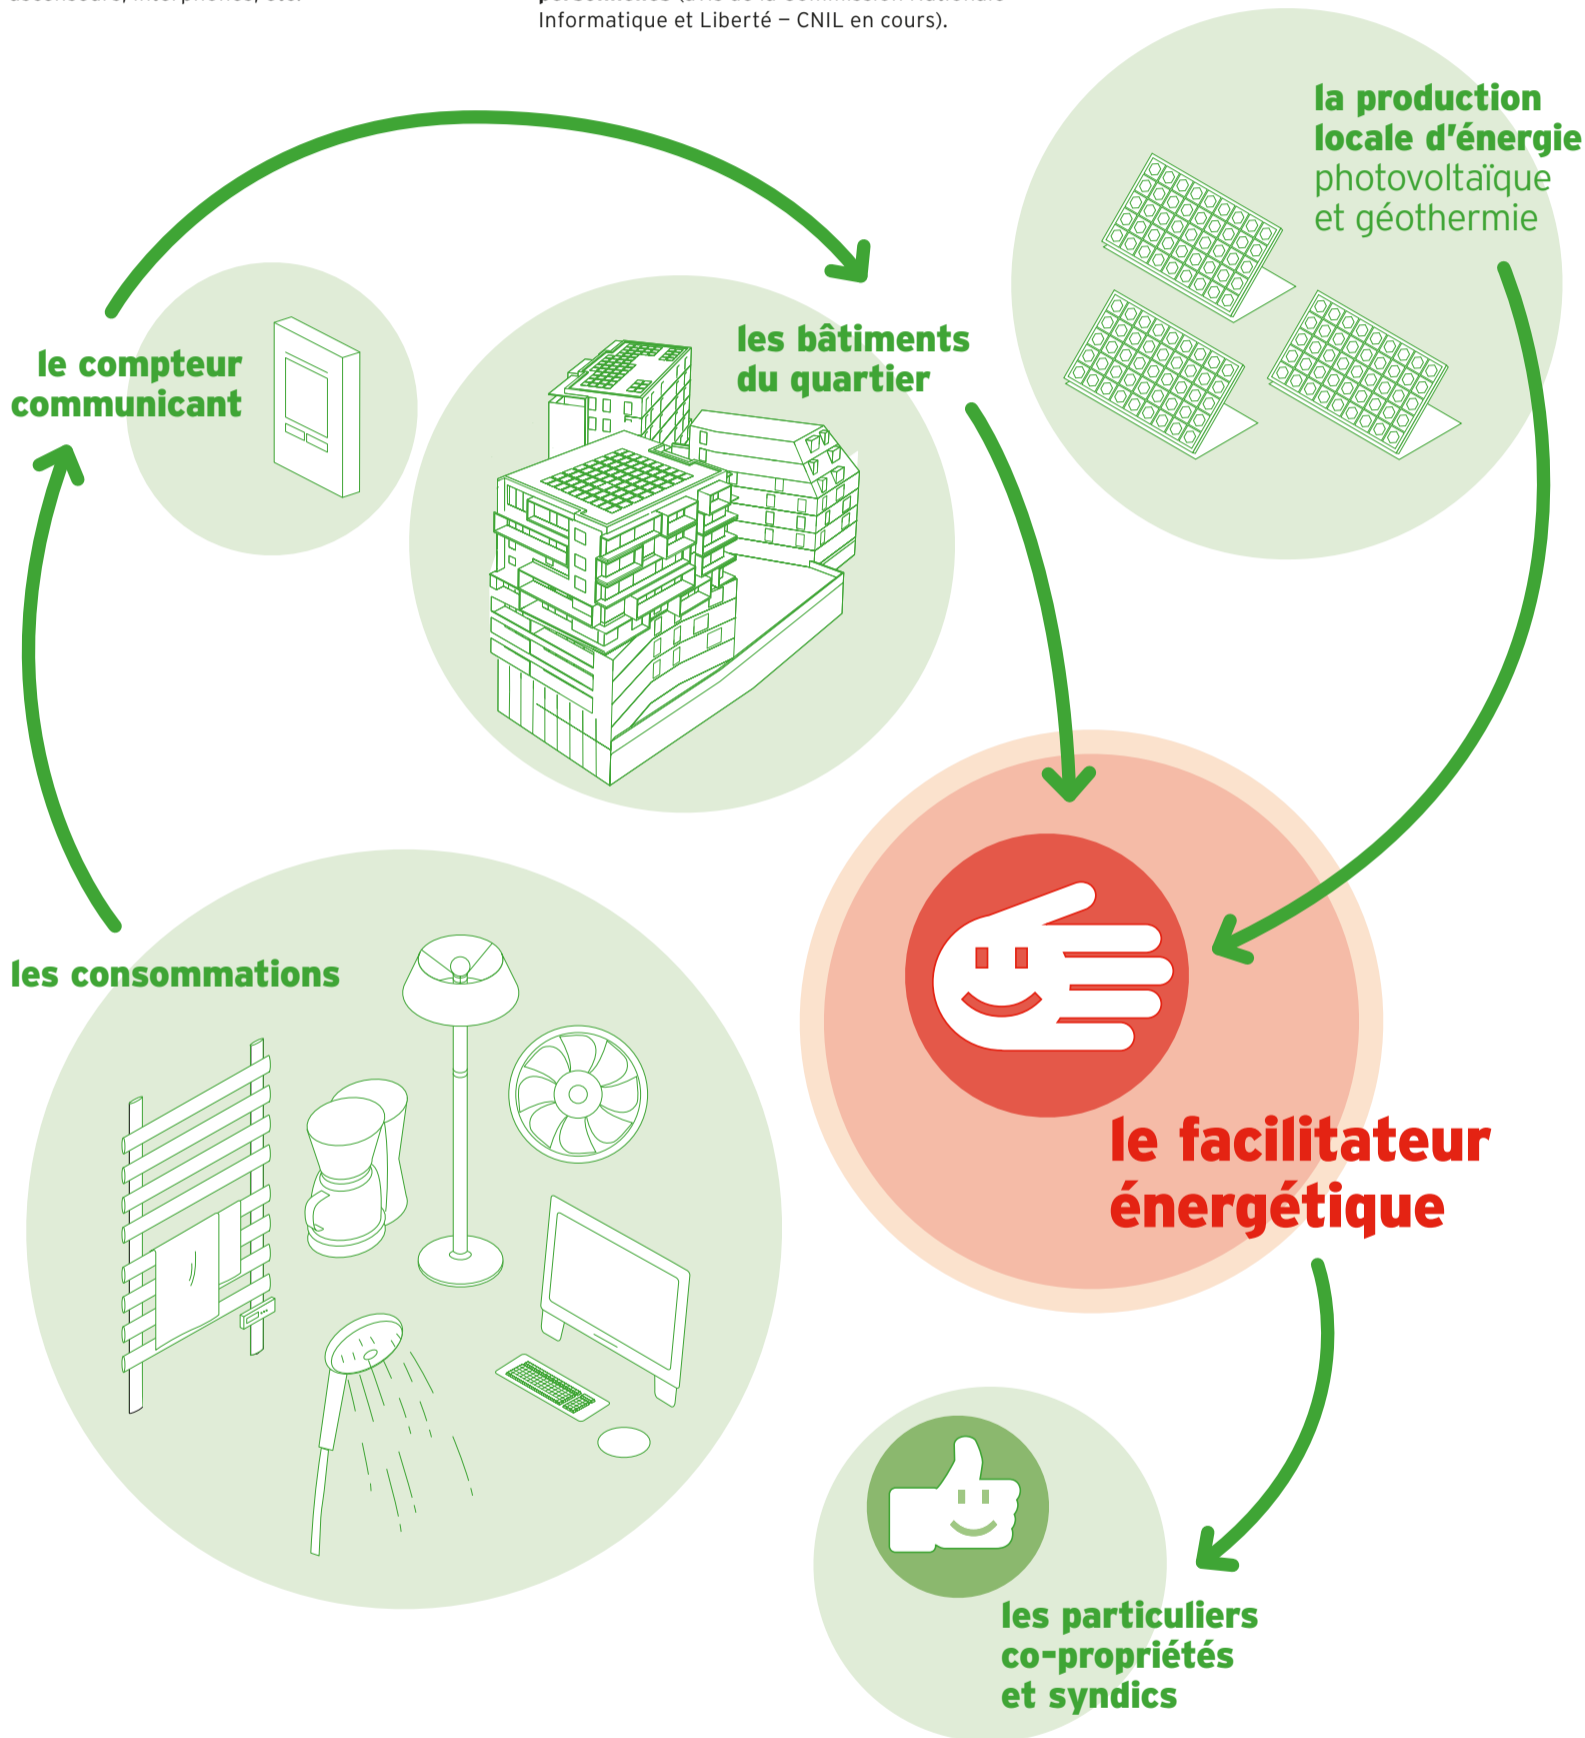 Informatique et Liberté – CNIL en cours).
la production
locale d'énergie
photovoltaïque
et géothermie
les bâtiments
du quartier
le compteur
communicant
les consommations
le facilitateur
énergétique
les particuliers
co-propriétés
et syndics